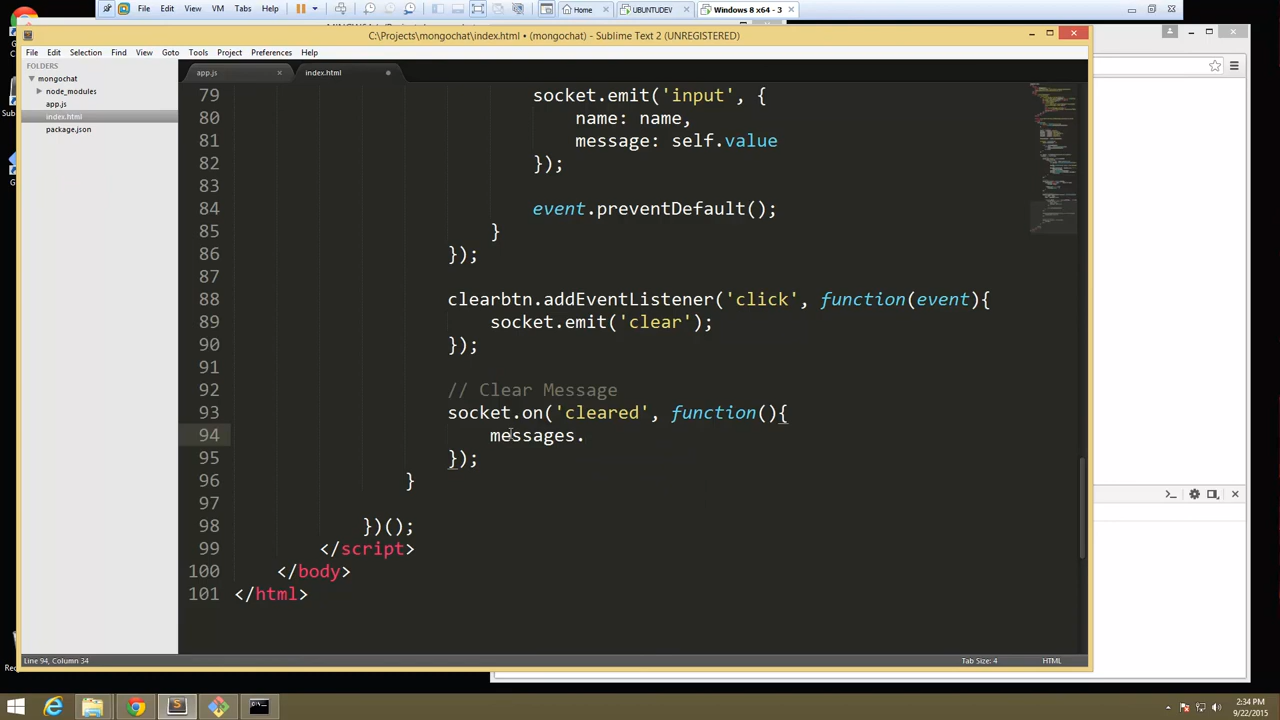 File Edit View VM Tabs Help
Home
UBUNTUDEV
Windows 8 x64 - 3
C:\Projects\mongochat\index.html • (mongochat) - Sublime Text 2 (UNREGISTERED)
File Edit Selection Find View Goto Tools Project Preferences Help
FOLDERS
mongochat
node_modules
app.js
index.html
package.json
app.js
index.html
79 socket.emit('input', {
80 name: name,
81 message: self.value
82 });
83
84 event.preventDefault();
85 }
86 });
87
88 clearbtn.addEventListener('click', function(event){
89 socket.emit('clear');
90 });
91
92 // Clear Message
93 socket.on('cleared', function(){
94 messages.
95 });
96 }
97
98 })();
99 </script>
100 </body>
101 </html>
Line 94, Column 34
Tab Size: 4
HTML
2:34 PM
9/22/2015